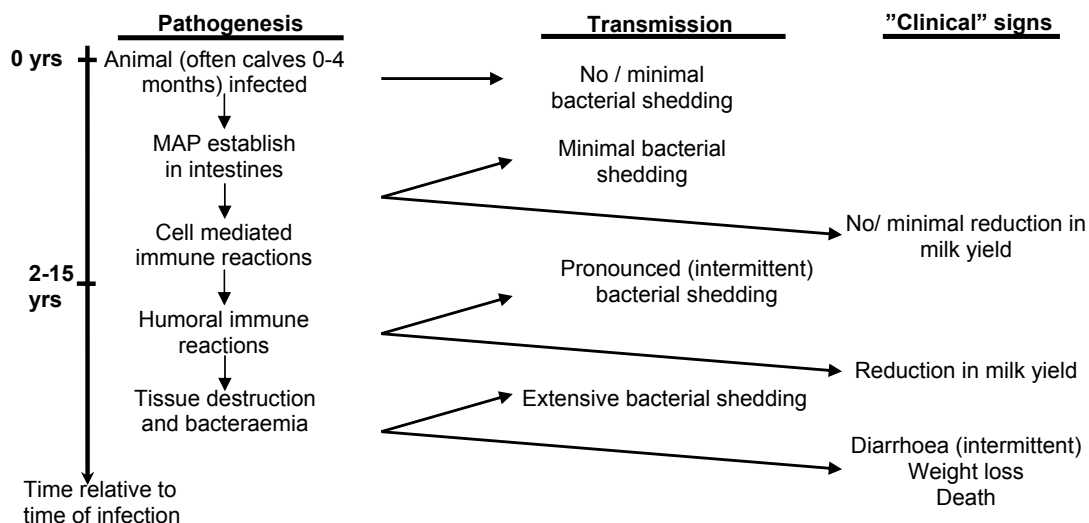 Pathogenesis
Transmission
”Clinical” signs
0 yrs
Animal (often calves 0-4
months) infected
No / minimal
bacterial shedding
MAP establish
in intestines
Minimal bacterial
shedding
Cell mediated
immune reactions
No/ minimal reduction in
milk yield
2-15
yrs
Pronounced (intermittent)
bacterial shedding
Humoral immune
reactions
Reduction in milk yield
Tissue destruction
and bacteraemia
Extensive bacterial shedding
Diarrhoea (intermittent)
Weight loss
Death
Time relative to
time of infection